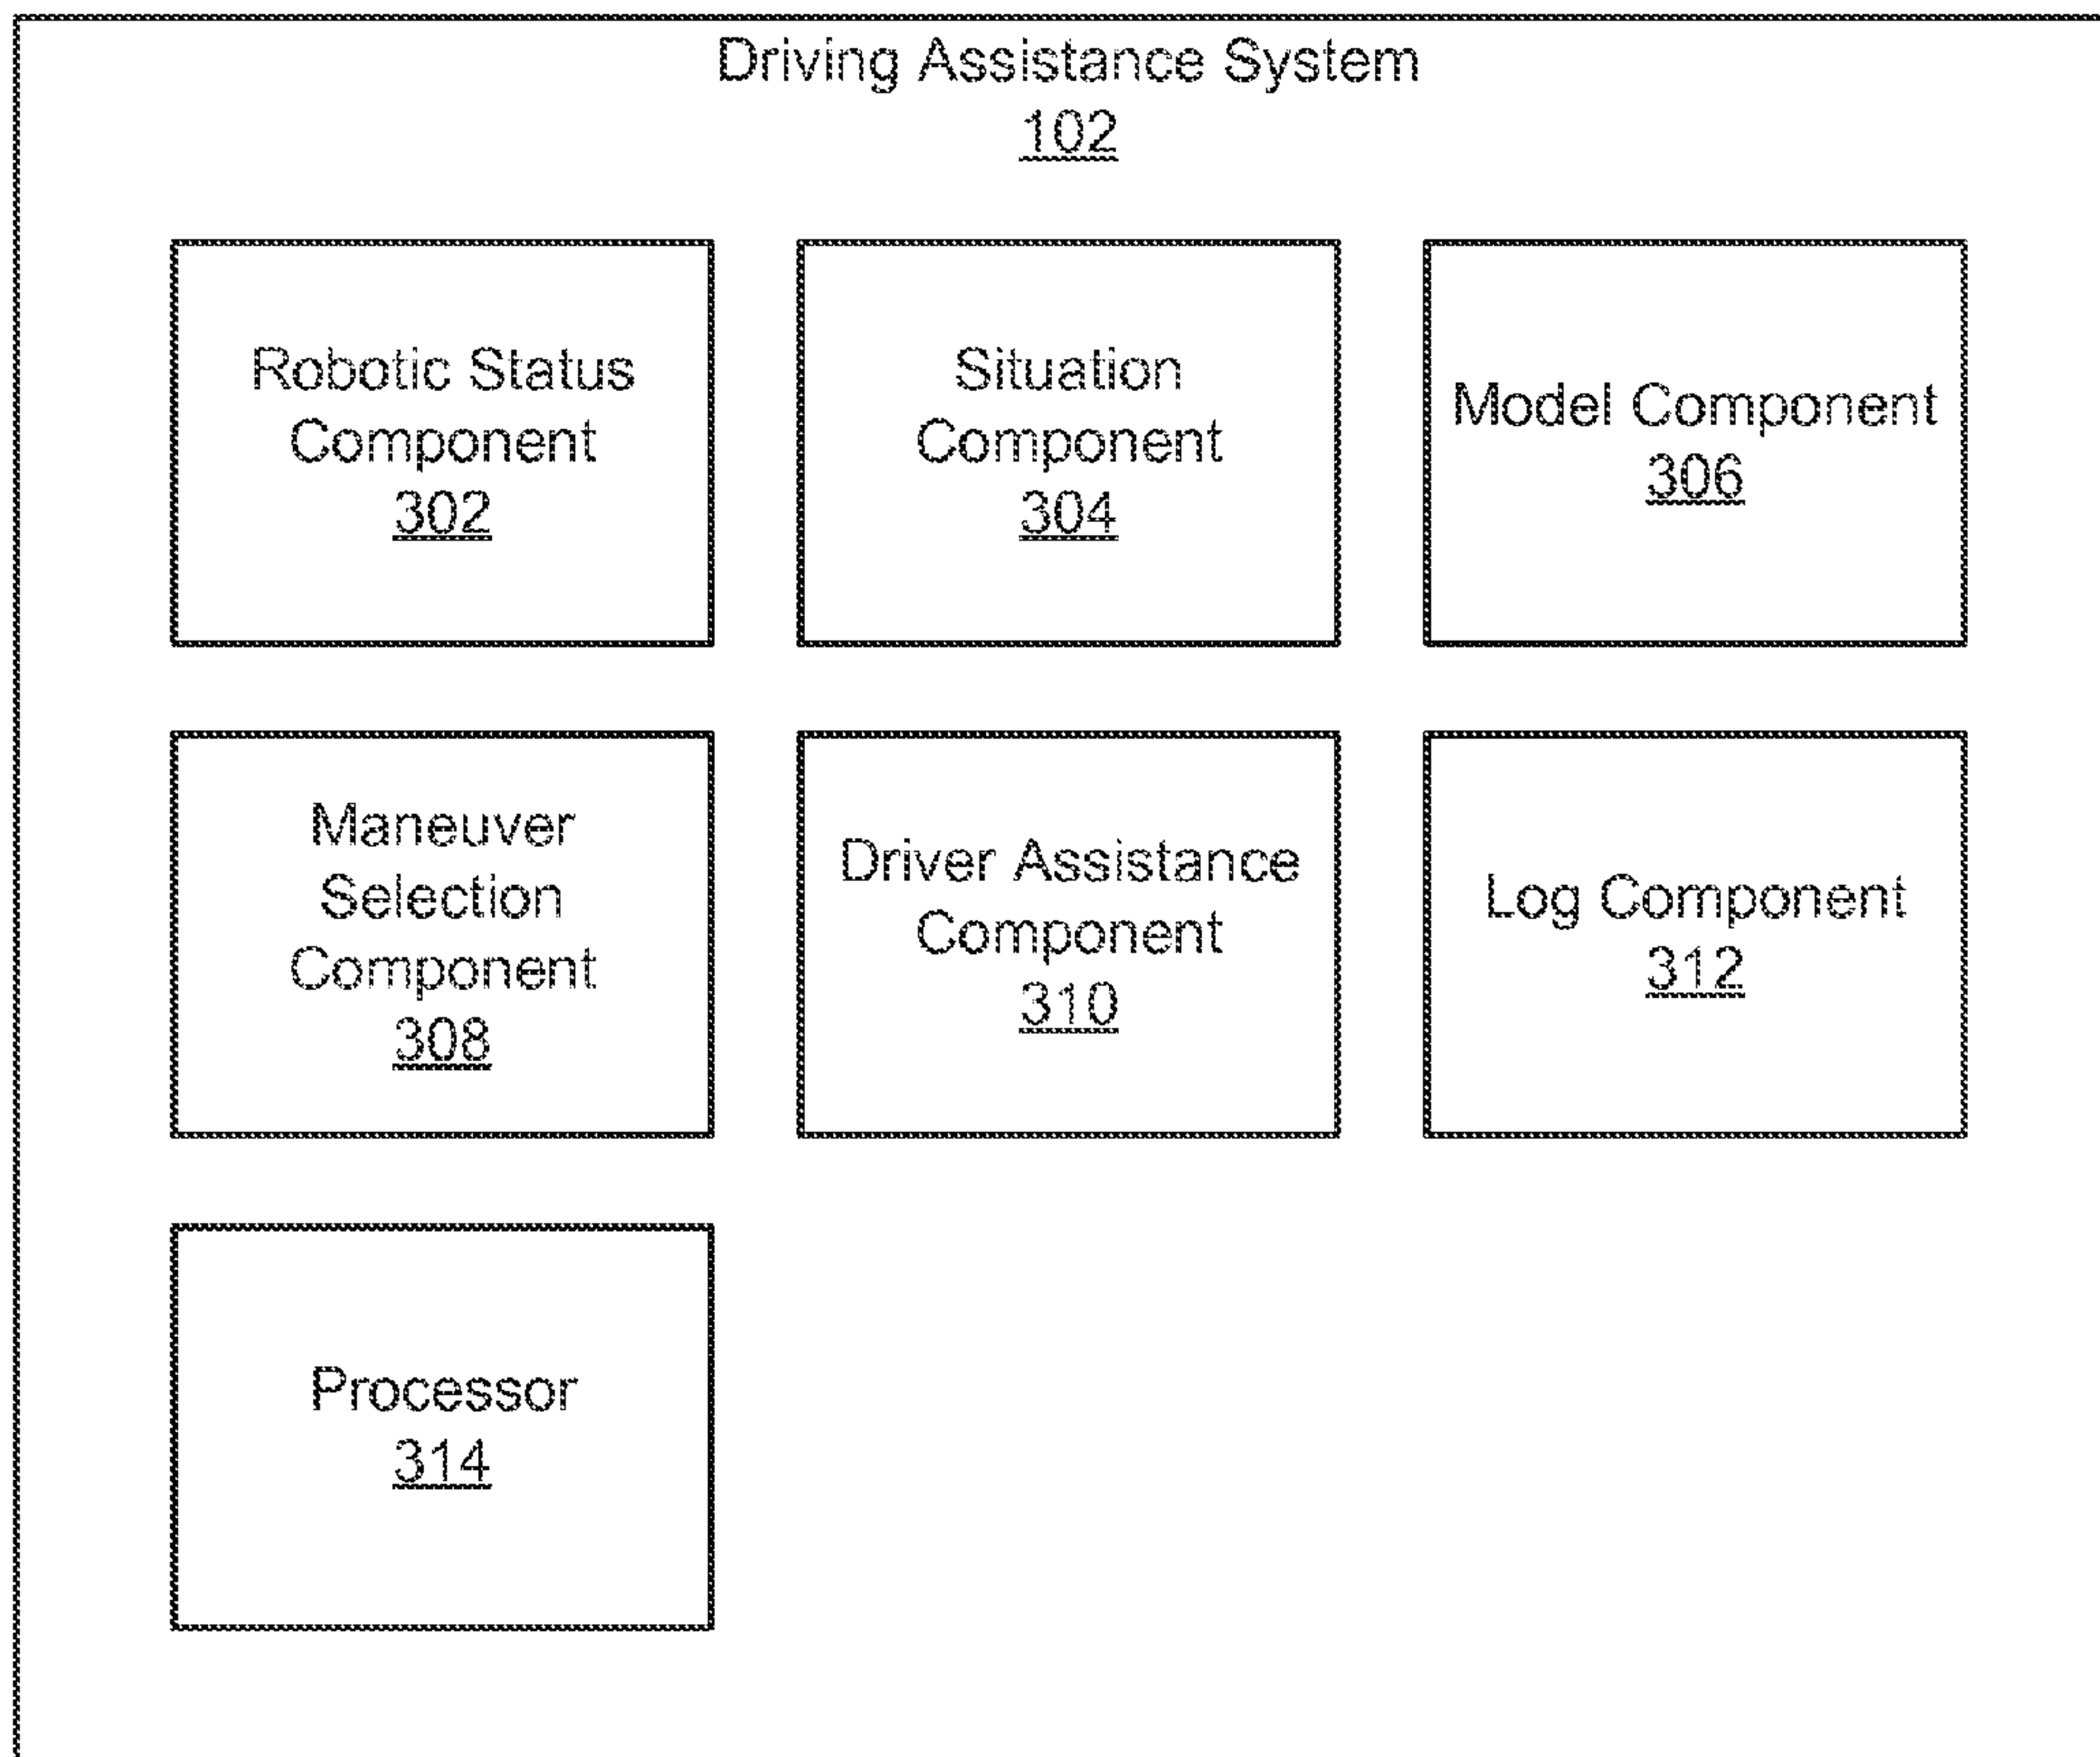 Driving Assistance System
102
Robotic Status
Component
302
Situation
Component
304
Model Component
306
Maneuver
Selection
Component
308
Driver Assistance
Component
310
Log Component
312
Processor
314